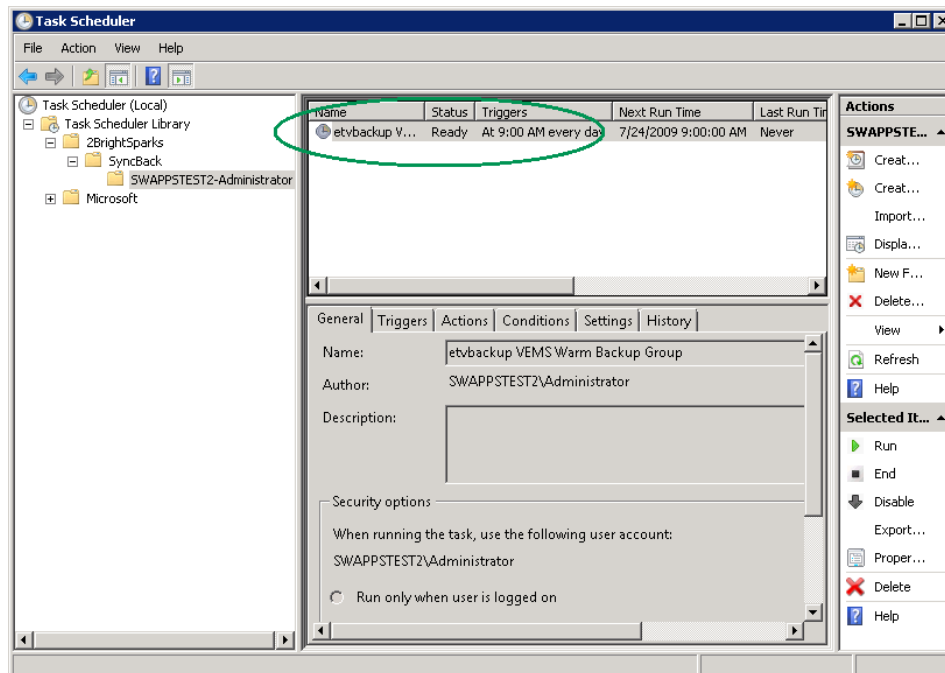 Task Scheduler
File Action View Help
Task Scheduler (Local)
Task Scheduler Library
2BrightSparks
SyncBack
SWAPPSTEST2-Administrator
Microsoft
Name Status Triggers Next Run Time Last Run Tir
etvbackup V... Ready At 9:00 AM every day 7/24/2009 9:00:00 AM Never
General Triggers Actions Conditions Settings History
Name: etvbackup VEMS Warm Backup Group
Author: SWAPPSTEST2\Administrator
Description:
Security options
When running the task, use the following user account:
SWAPPSTEST2\Administrator
Run only when user is logged on
Actions
SWAPPSTE...
Creat...
Creat...
Import...
Displa...
New F...
Delete...
View
Refresh
Help
Selected It...
Run
End
Disable
Export...
Proper...
Delete
Help